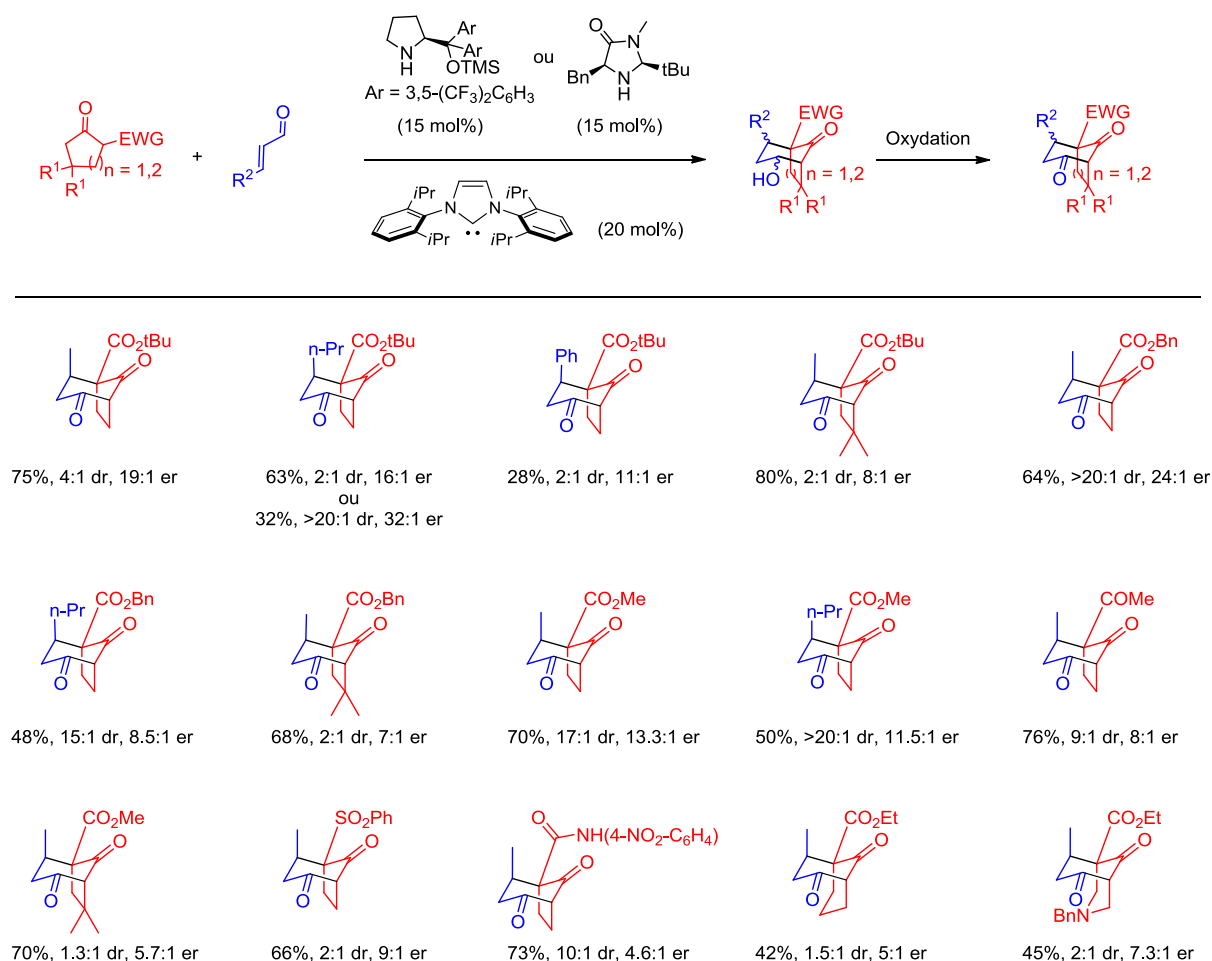 Ar
Ar
OTMS
N
H
Ar = 3,5-(CF3)2C6H3
(15 mol%)
ou
O
N
Bn
N
H
tBu
(15 mol%)
O
EWG
R1
R1
( )n = 1,2
+
O
R2
iPr
iPr
N
N
iPr
iPr
(20 mol%)
R2
EWG
O
HO
( )n = 1,2
R1 R1
Oxydation
R2
EWG
O
O
( )n = 1,2
R1 R1
CO2tBu
O
O
75%, 4:1 dr, 19:1 er
n-Pr
CO2tBu
O
O
63%, 2:1 dr, 16:1 er
ou
32%, >20:1 dr, 32:1 er
Ph
CO2tBu
O
O
28%, 2:1 dr, 11:1 er
CO2tBu
O
O
80%, 2:1 dr, 8:1 er
CO2Bn
O
O
64%, >20:1 dr, 24:1 er
n-Pr
CO2Bn
O
O
48%, 15:1 dr, 8.5:1 er
CO2Bn
O
O
68%, 2:1 dr, 7:1 er
CO2Me
O
O
70%, 17:1 dr, 13.3:1 er
n-Pr
CO2Me
O
O
50%, >20:1 dr, 11.5:1 er
COMe
O
O
76%, 9:1 dr, 8:1 er
CO2Me
O
O
70%, 1.3:1 dr, 5.7:1 er
SO2Ph
O
O
66%, 2:1 dr, 9:1 er
O
NH(4-NO2-C6H4)
O
O
73%, 10:1 dr, 4.6:1 er
CO2Et
O
O
42%, 1.5:1 dr, 5:1 er
CO2Et
O
O
BnN
45%, 2:1 dr, 7.3:1 er